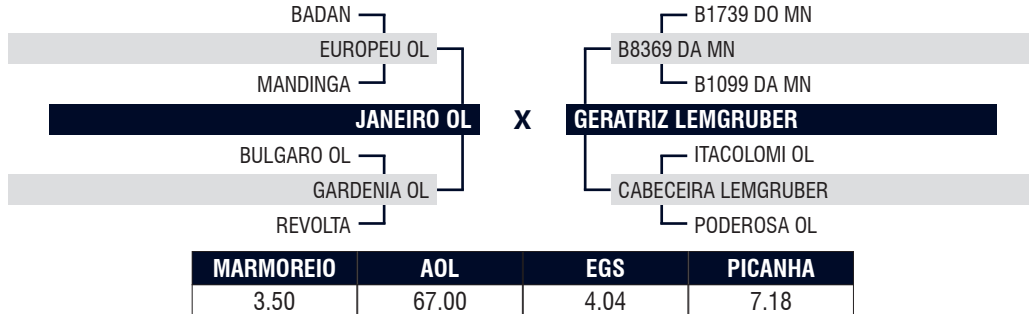 BADAN B1739 DO MN
EUROPEU OL B8369 DA MN
MANDINGA B1099 DA MN
JANEIRO OL X GERATRIZ LEMGRUBER
BULGARO OL ITACOLOMI OL
GARDENIA OL CABECEIRA LEMGRUBER
REVOLTA PODEROSA OL
MARMOREIO AOL EGS PICANHA
3.50 67.00 4.04 7.18